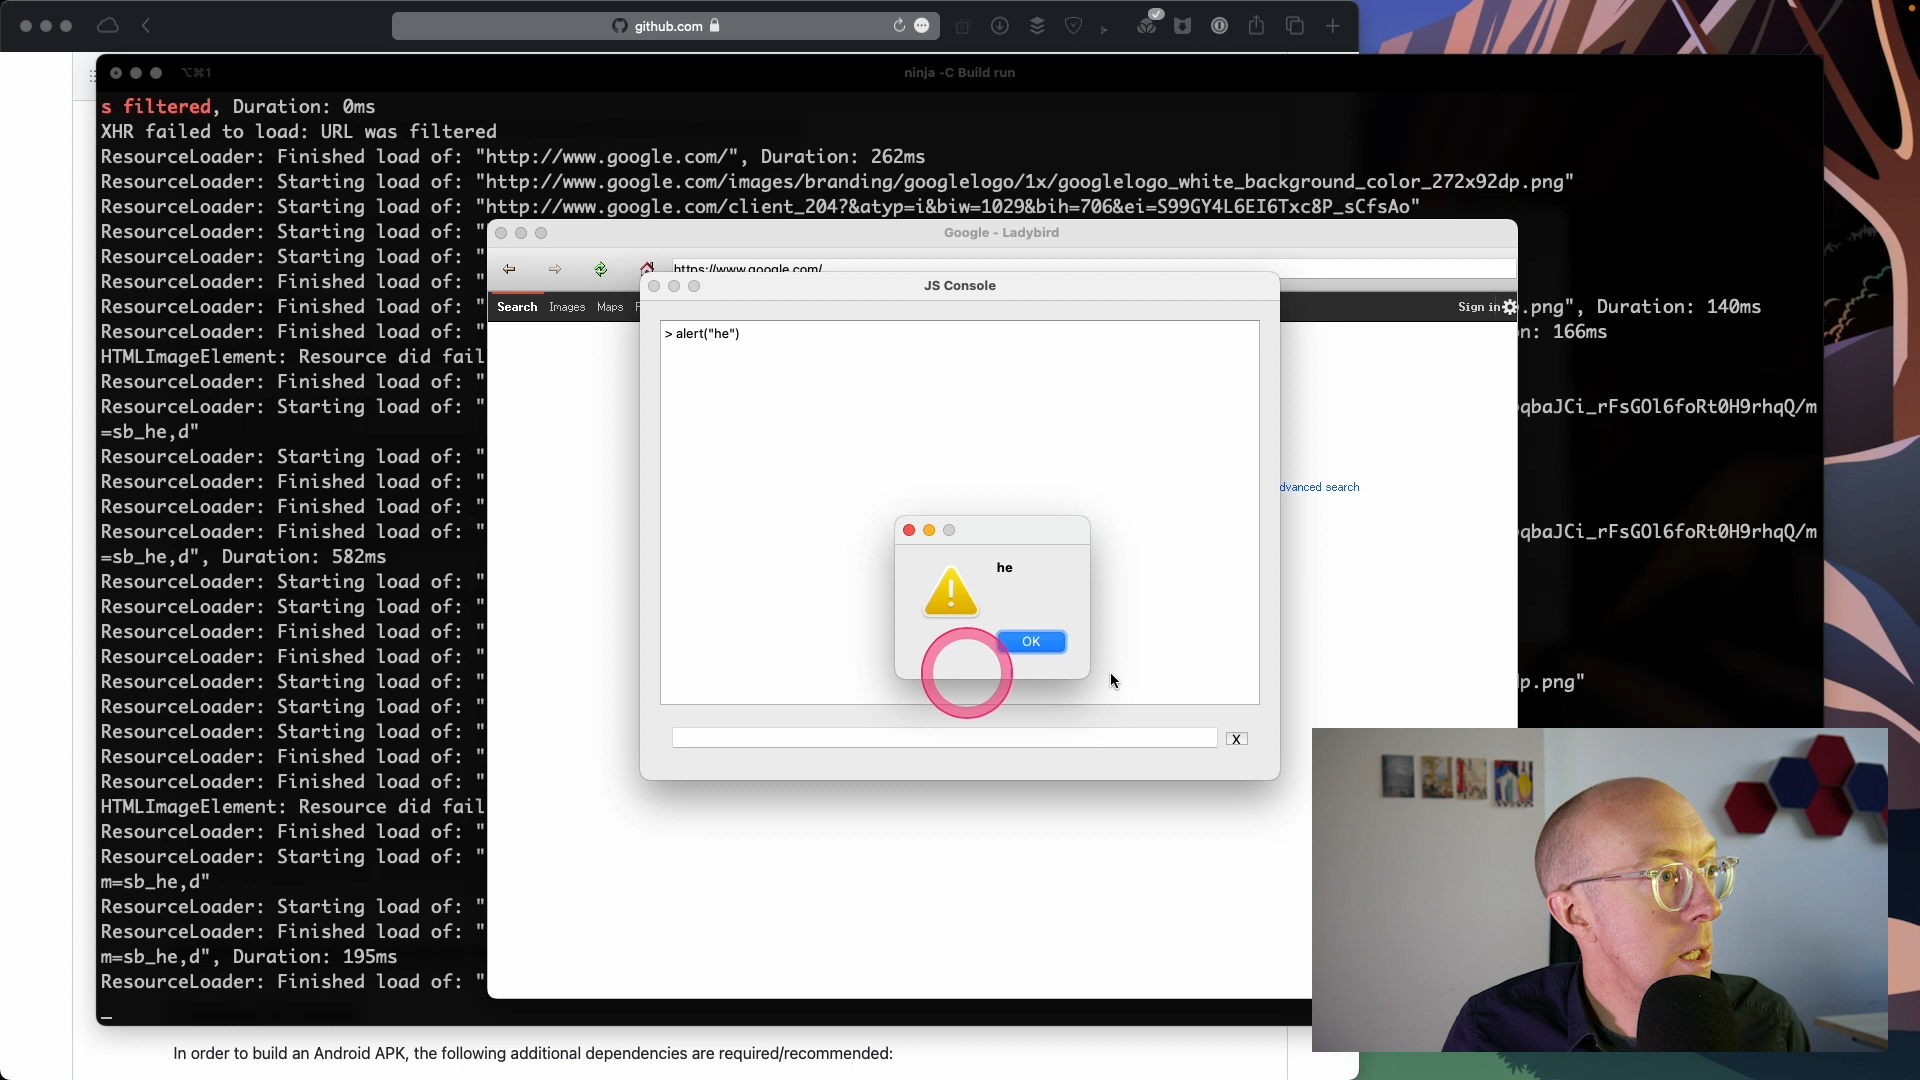 github.com
⌥⌘1
ninja -C Build run
s filtered, Duration: 0ms
XHR failed to load: URL was filtered
ResourceLoader: Finished load of: "http://www.google.com/", Duration: 262ms
ResourceLoader: Starting load of: "http://www.google.com/images/branding/googlelogo/1x/googlelogo_white_background_color_272x92dp.png"
ResourceLoader: Starting load of: "http://www.google.com/client_204?&atyp=i&biw=1029&bih=706&ei=S99GY4L6EI6Txc8P_sCfsAo"
ResourceLoader: Starting load of: "
ResourceLoader: Starting load of: "
ResourceLoader: Finished load of: "
ResourceLoader: Finished load of: "
.png", Duration: 140ms
ResourceLoader: Finished load of: "
n: 166ms
HTMLImageElement: Resource did fail
ResourceLoader: Finished load of: "
ResourceLoader: Starting load of: "
qbaJCi_rFsGOl6foRt0H9rhqQ/m
=sb_he,d"
ResourceLoader: Starting load of: "
ResourceLoader: Finished load of: "
ResourceLoader: Finished load of: "
ResourceLoader: Finished load of: "
qbaJCi_rFsGOl6foRt0H9rhqQ/m
=sb_he,d", Duration: 582ms
ResourceLoader: Starting load of: "
ResourceLoader: Starting load of: "
ResourceLoader: Finished load of: "
ResourceLoader: Finished load of: "
ResourceLoader: Starting load of: "
p.png"
ResourceLoader: Starting load of: "
ResourceLoader: Starting load of: "
ResourceLoader: Finished load of: "
ResourceLoader: Finished load of: "
HTMLImageElement: Resource did fail
ResourceLoader: Finished load of: "
ResourceLoader: Starting load of: "
m=sb_he,d"
ResourceLoader: Starting load of: "
ResourceLoader: Finished load of: "
m=sb_he,d", Duration: 195ms
ResourceLoader: Finished load of: "
Google - Ladybird
https://www.google.com/
Search Images Maps
Sign in
dvanced search
JS Console
> alert("he")
he
OK
X
In order to build an Android APK, the following additional dependencies are required/recommended: